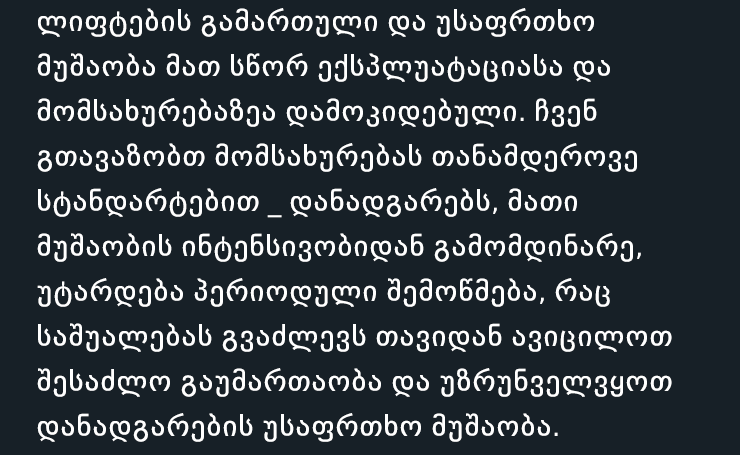 ლიფტების გამართული და უსაფრთხო
მუშაობა მათ სწორ ექსპლუატაციასა და
მომსახურებაზეა დამოკიდებული. ჩვენ
გთავაზობთ მომსახურებას თანამდეროვე
სტანდარტებით _ დანადგარებს, მათი
მუშაობის ინტენსივობიდან გამომდინარე,
უტარდება პერიოდული შემოწმება, რაც
საშუალებას გვაძლევს თავიდან ავიცილოთ
შესაძლო გაუმართაობა და უზრუნველვყოთ
დანადგარების უსაფრთხო მუშაობა.